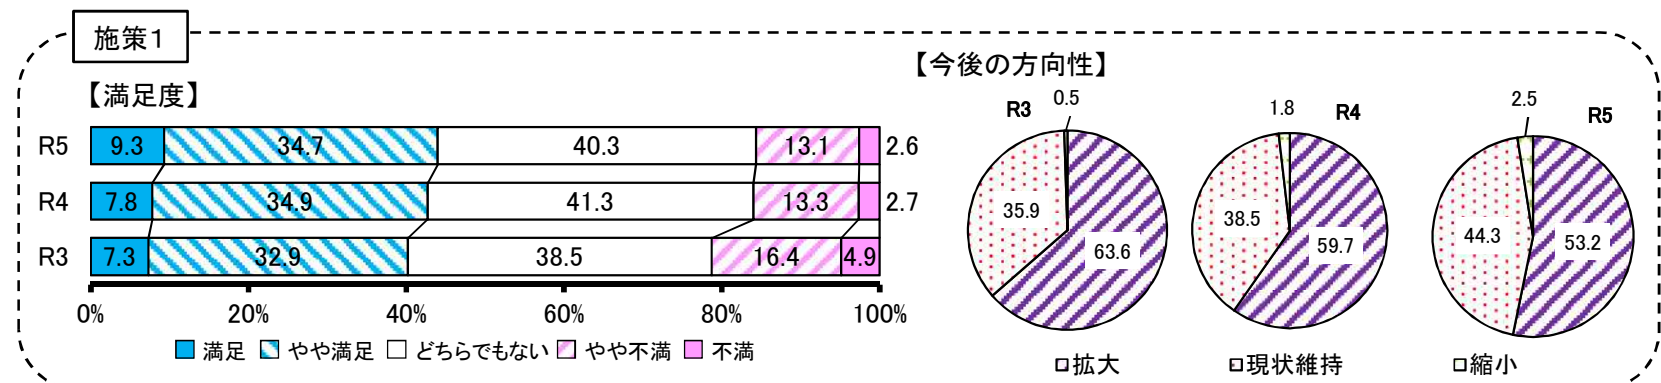 施策1
【満足度】
R5 9.3 34.7 40.3 13.1 2.6
R4 7.8 34.9 41.3 13.3 2.7
R3 7.3 32.9 38.5 16.4 4.9
0% 20% 40% 60% 80% 100%
満足 やや満足 どちらでもない やや不満 不満
【今後の方向性】
R3 0.5
35.9
63.6
1.8 R4
38.5
59.7
2.5 R5
44.3
53.2
拡大 現状維持 縮小